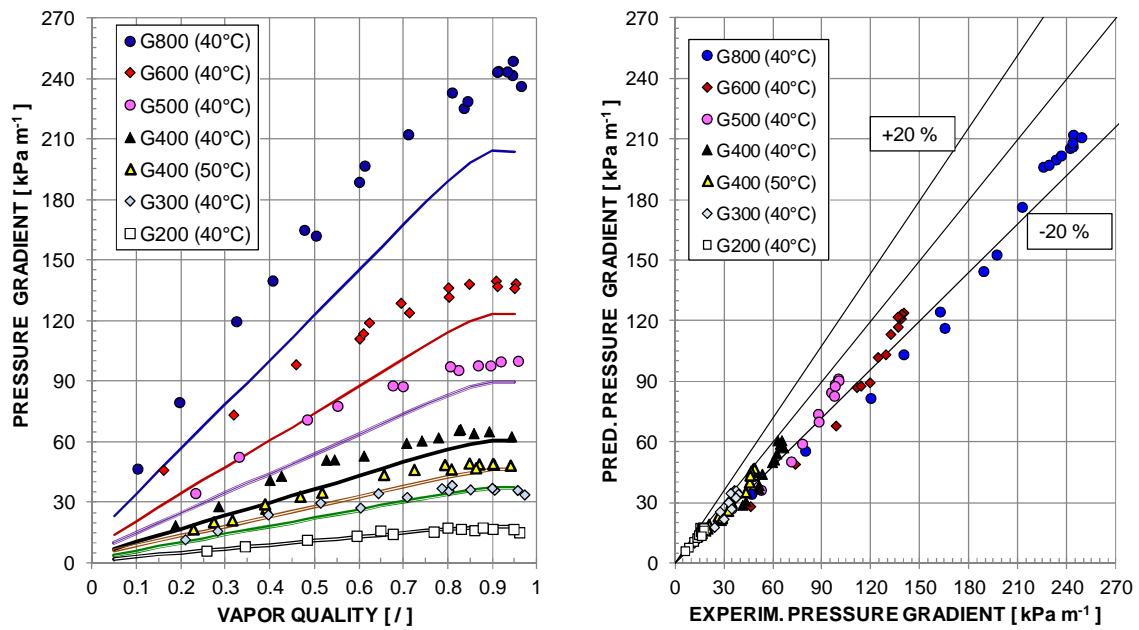 PRESSURE GRADIENT [ kPa m-1]
270
240
210
180
150
120
90
60
30
0
G800 (40°C)
G600 (40°C)
G500 (40°C)
G400 (40°C)
G400 (50°C)
G300 (40°C)
G200 (40°C)
0 0.1 0.2 0.3 0.4 0.5 0.6 0.7 0.8 0.9 1
VAPOR QUALITY [ / ]
PRED. PRESSURE GRADIENT [ kPa m-1]
270
240
210
180
150
120
90
60
30
0
G800 (40°C)
G600 (40°C)
G500 (40°C)
G400 (40°C)
G400 (50°C)
G300 (40°C)
G200 (40°C)
+20 %
-20 %
0 30 60 90 120 150 180 210 240 270
EXPERIM. PRESSURE GRADIENT [ kPa m-1]